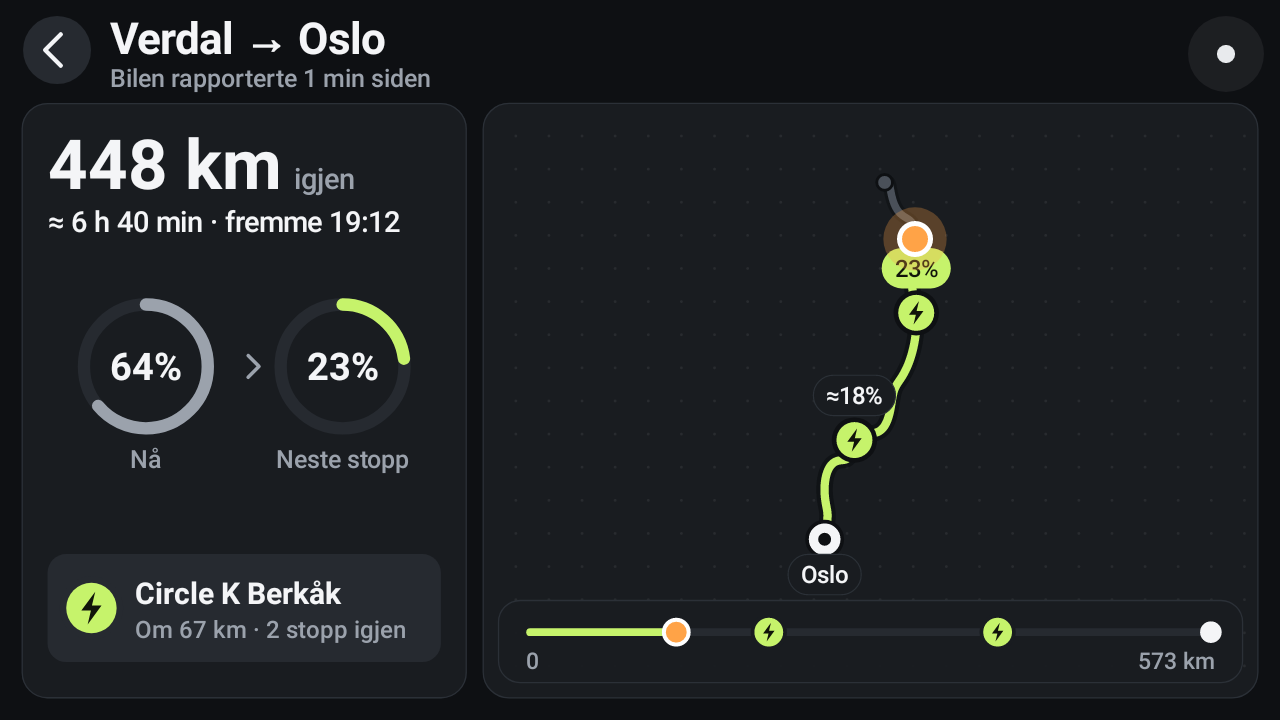 Verdal → Oslo
Bilen rapporterte 1 min siden
448 km igjen
≈ 6 h 40 min · fremme 19:12
64%
23%
Nå
Neste stopp
Circle K Berkåk
Om 67 km · 2 stopp igjen
23%
≈18%
Oslo
0
573 km